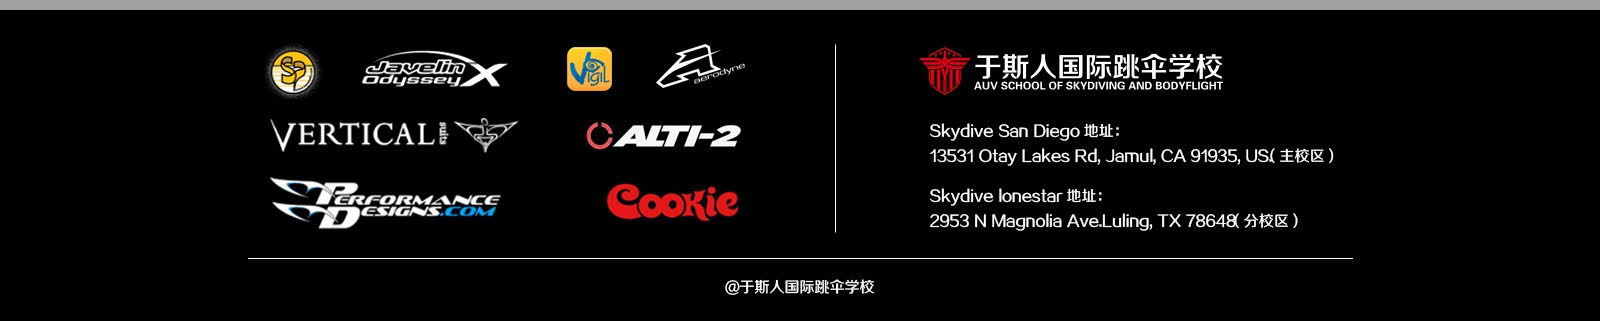 SP
Javelin
Odyssey X
Vigil
aerodyne
VERTICAL suits
ALTI-2
PERFORMANCE
DESIGNS.COM
COOKie
于斯人国际跳伞学校
AUV SCHOOL OF SKYDIVING AND BODYFLIGHT
Skydive San Diego 地址：
13531 Otay Lakes Rd, Jamul, CA 91935, US.( 主校区 )
Skydive lonestar 地址：
2953 N Magnolia Ave.Luling, TX 78648( 分校区 )
@于斯人国际跳伞学校